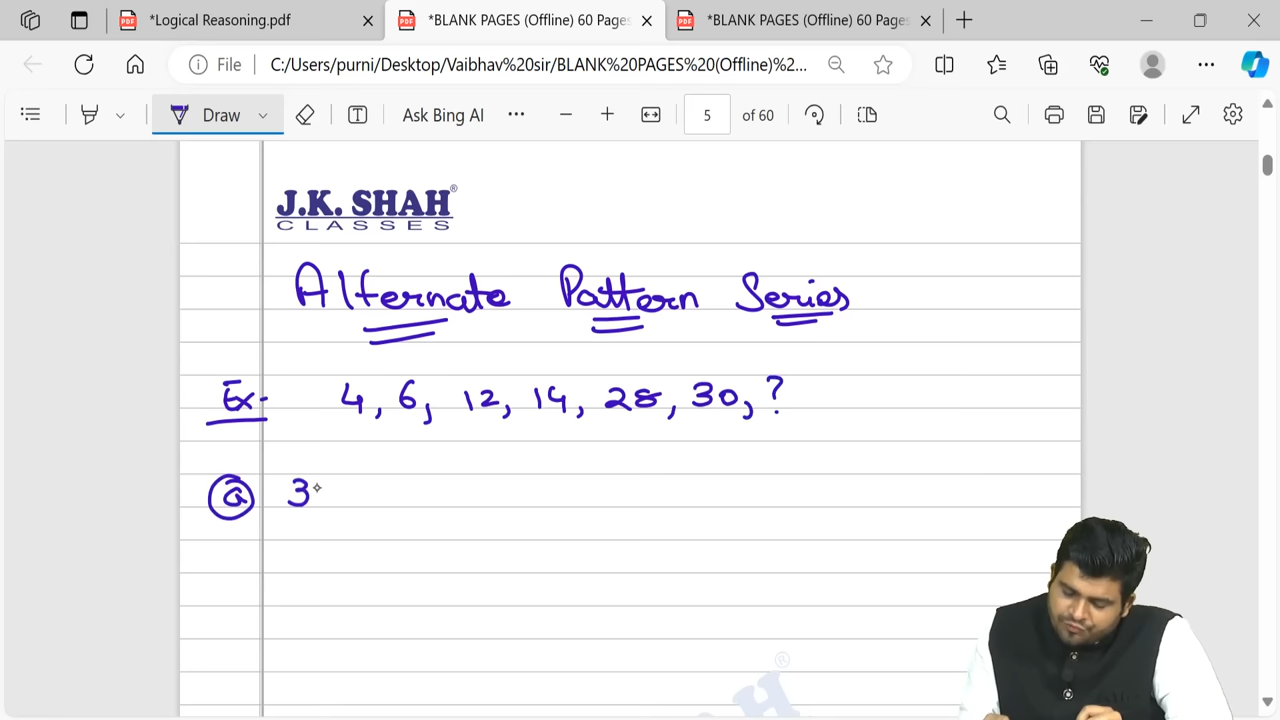 *Logical Reasoning.pdf
*BLANK PAGES (Offline) 60 Pages
*BLANK PAGES (Offline) 60 Pages
File
C:/Users/purni/Desktop/Vaibhav%20sir/BLANK%20PAGES%20(Offline)%2...
Draw
Ask Bing AI
5 of 60
J.K. SHAH®
CLASSES
Alternate Pattern Series
Ex- 4, 6, 12, 14, 28, 30, ?
a 3